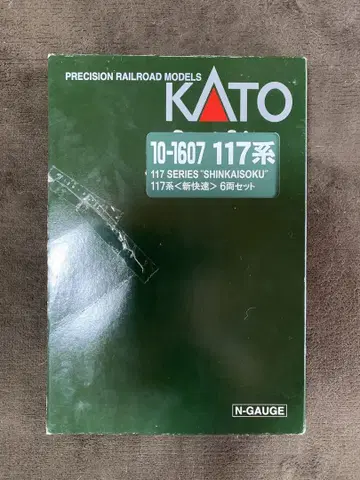 PRECISION RAILROAD MODELS
KATO
10-1607 117系
117 SERIES "SHINKAISOKU"
117系<新快速> 6両セット
N-GAUGE